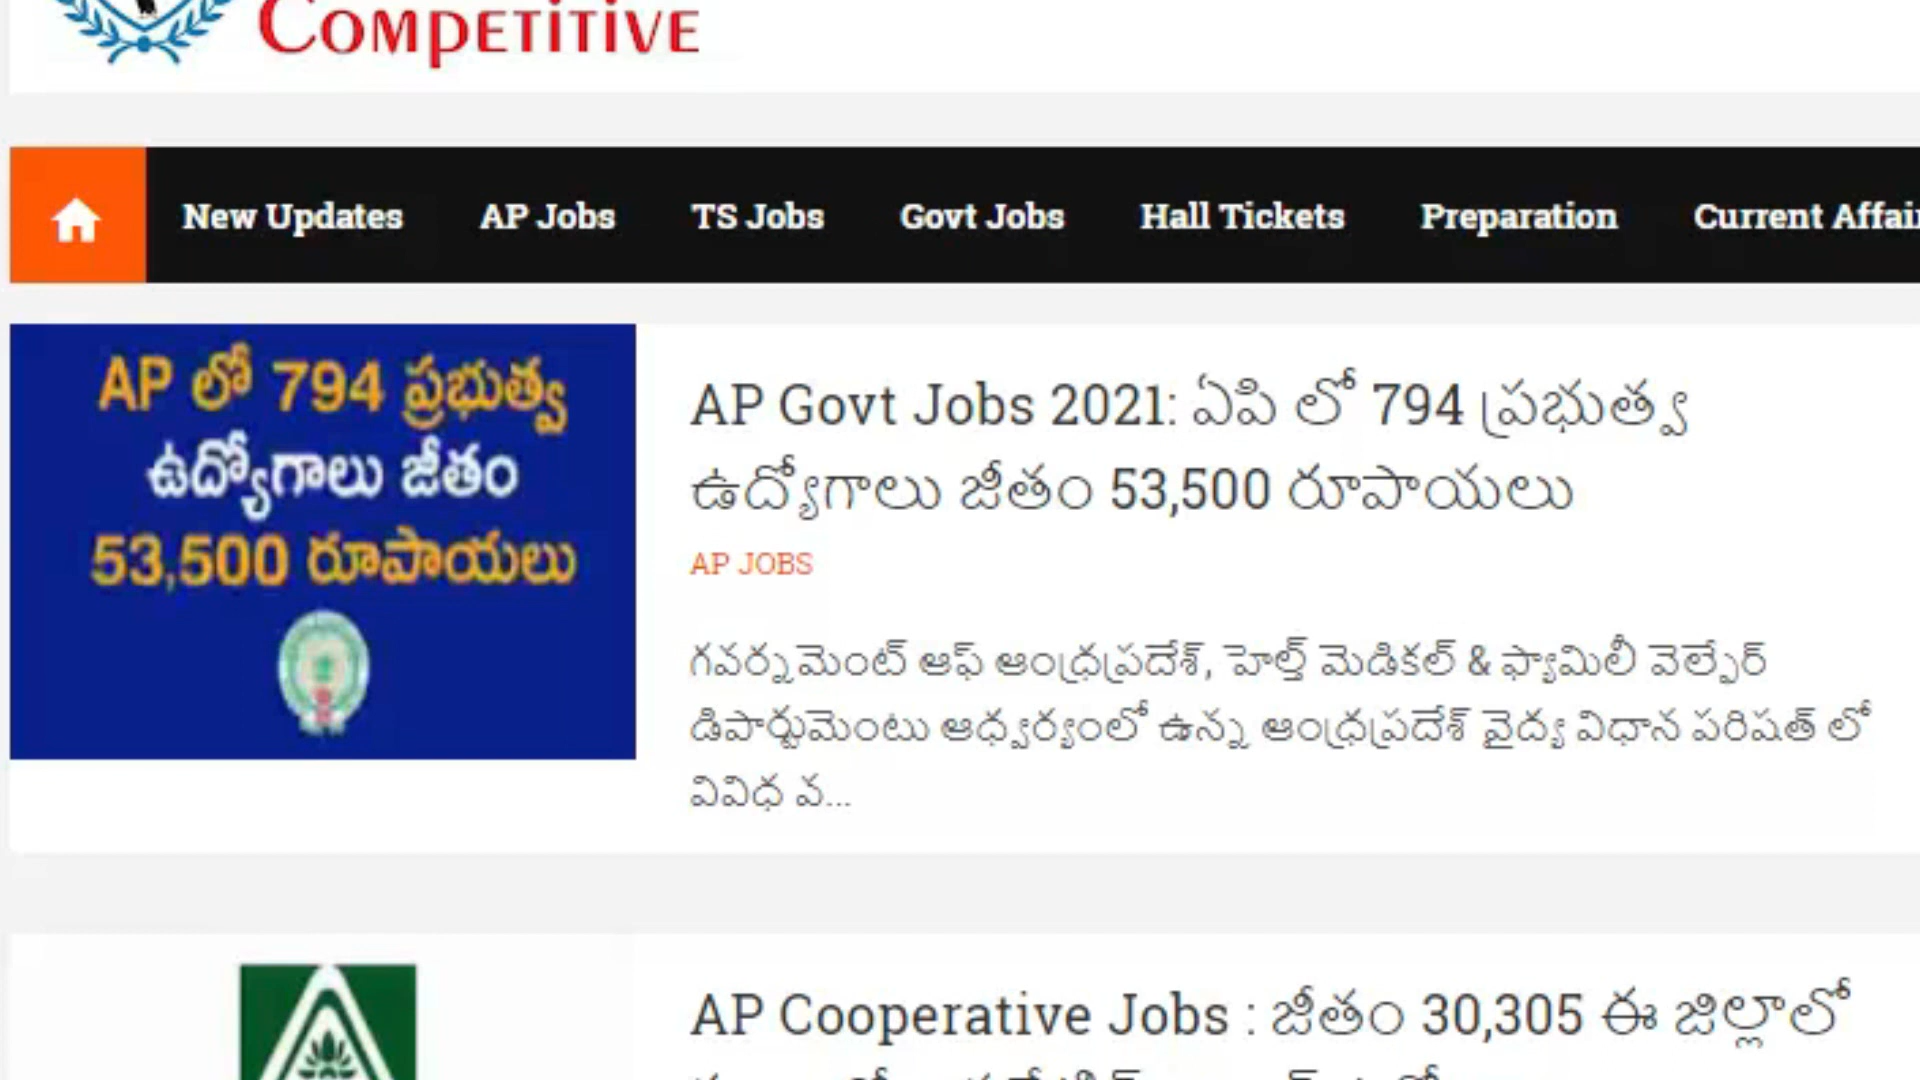 COMPETITIVE
New Updates AP Jobs TS Jobs Govt Jobs Hall Tickets Preparation Current Affai
AP లో 794 ప్రభుత్వ
ఉద్యోగాలు జీతం
53,500 రూపాయలు
AP Govt Jobs 2021: ఏపి లో 794 ప్రభుత్వ
ఉద్యోగాలు జీతం 53,500 రూపాయలు
AP JOBS
గవర్నమెంట్ ఆఫ్ ఆంధ్రప్రదేశ్, హెల్త్ మెడికల్ & ఫ్యామిలీ వెల్ఫేర్
డిపార్టుమెంటు ఆధ్వర్యంలో ఉన్న ఆంధ్రప్రదేశ్ వైద్య విధాన పరిషత్ లో
వివిధ వ...
AP Cooperative Jobs : జీతం 30,305 ఈ జిల్లాలో